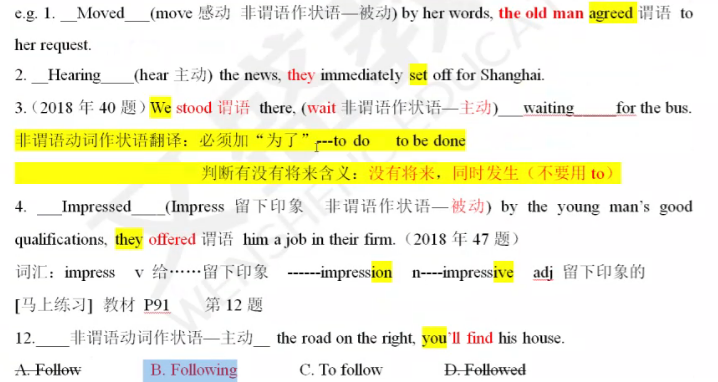 e.g. 1. __Moved___(move 感动 非谓语作状语—被动) by her words, the old man agreed 谓语 to
her request.
2. __Hearing____(hear 主动) the news, they immediately set off for Shanghai.
3.（2018 年 40 题）We stood 谓语 there, (wait 非谓语作状语—主动)___waiting_____for the bus.
非谓语动词作状语翻译：必须加“为了”，---to do to be done
判断有没有将来含义：没有将来，同时发生（不要用 to）
4. ___Impressed____(Impress 留下印象 非谓语作状语—被动) by the young man's good
qualifications, they offered 谓语 him a job in their firm.（2018 年 47 题）
词汇：impress v 给……留下印象 ------impression n----impressive adj 留下印象的
[马上练习] 教材 P91 第 12 题
12.____非谓语动词作状语—主动__ the road on the right, you'll find his house.
A. Follow B. Following C. To follow D. Followed